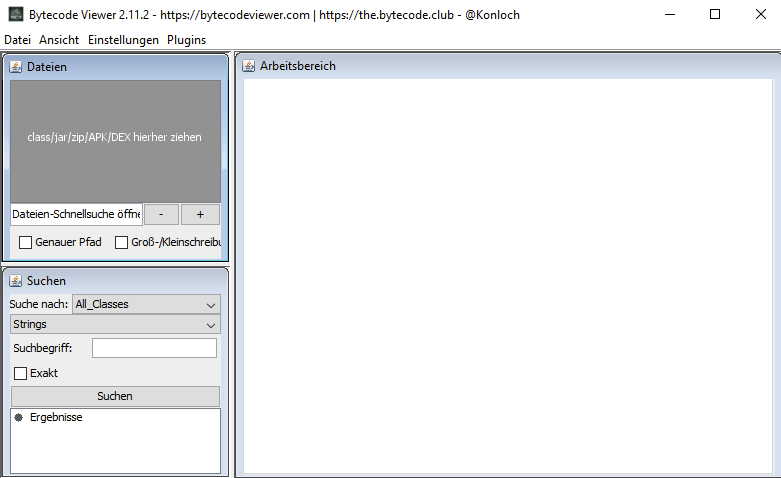 Bytecode Viewer 2.11.2 - https://bytecodeviewer.com | https://the.bytecode.club - @Konloch
Datei Ansicht Einstellungen Plugins
Dateien
class/jar/zip/APK/DEX hierher ziehen
Dateien-Schnellsuche öffne
- +
Genauer Pfad Groß-/Kleinschreibu
Suchen
Suche nach: All_Classes
Strings
Suchbegriff:
Exakt
Suchen
Ergebnisse
Arbeitsbereich